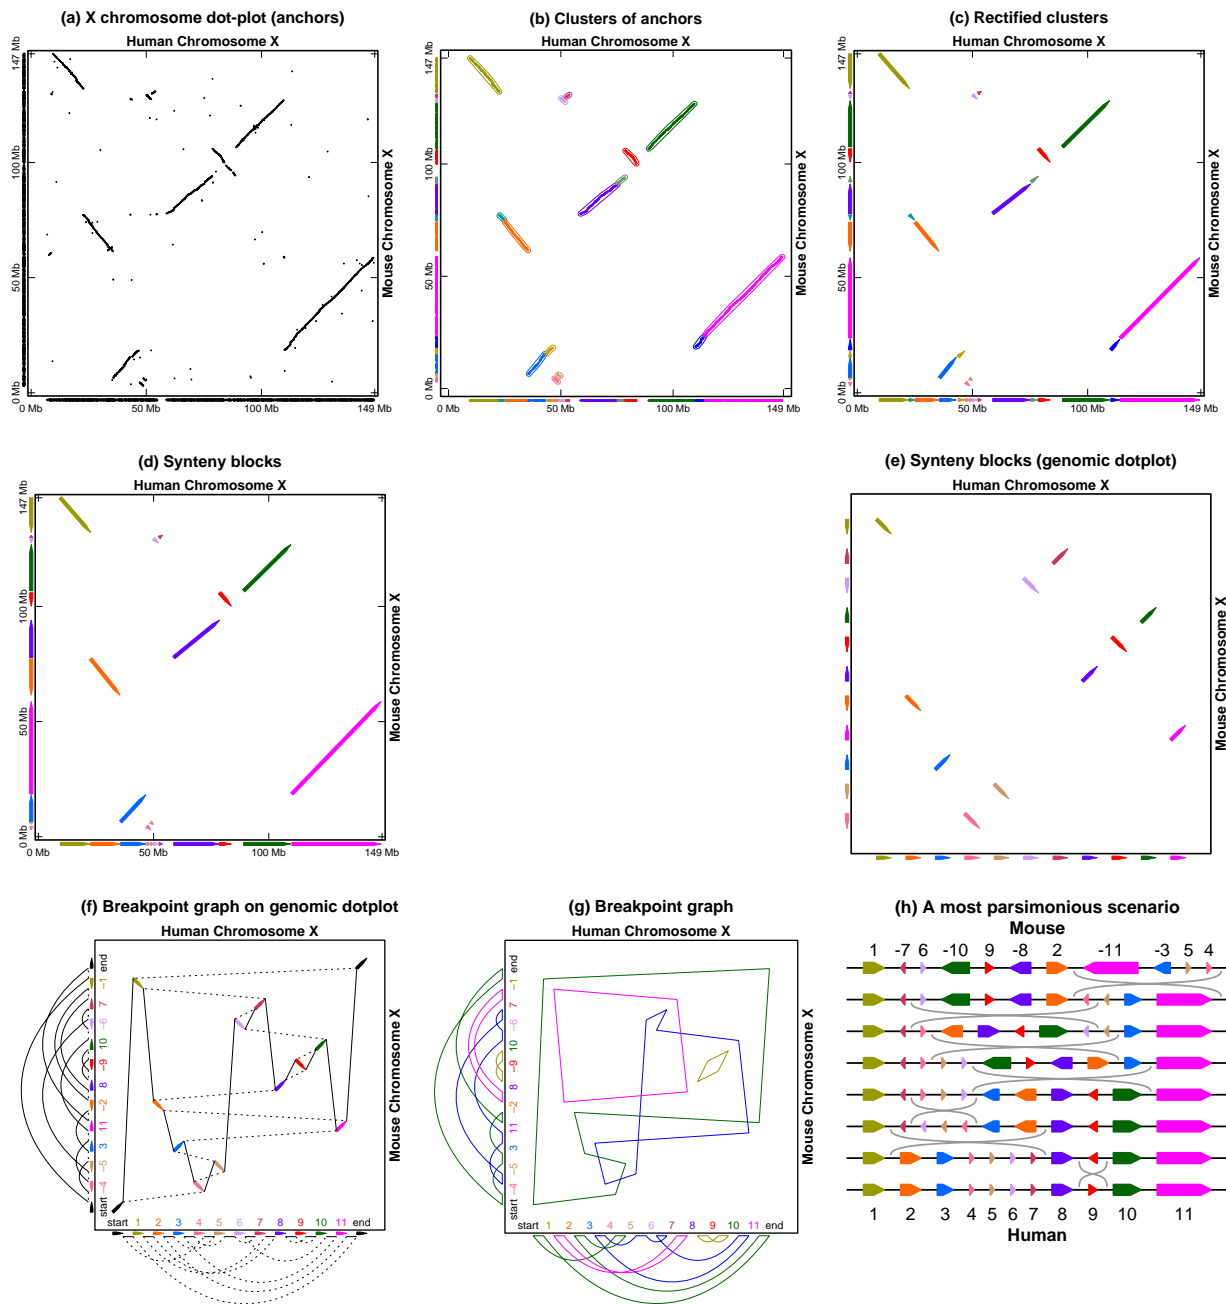 (a) X chromosome dot-plot (anchors)
Human Chromosome X
147 Mb
100 Mb
50 Mb
0 Mb
Mouse Chromosome X
0 Mb 50 Mb 100 Mb 149 Mb
(b) Clusters of anchors
Human Chromosome X
147 Mb
100 Mb
50 Mb
0 Mb
Mouse Chromosome X
0 Mb 50 Mb 100 Mb 149 Mb
(c) Rectified clusters
Human Chromosome X
147 Mb
100 Mb
50 Mb
0 Mb
Mouse Chromosome X
0 Mb 50 Mb 100 Mb 149 Mb
(d) Synteny blocks
Human Chromosome X
147 Mb
100 Mb
50 Mb
0 Mb
Mouse Chromosome X
0 Mb 50 Mb 100 Mb 149 Mb
(e) Synteny blocks (genomic dotplot)
Human Chromosome X
Mouse Chromosome X
(f) Breakpoint graph on genomic dotplot
Human Chromosome X
start −4 −5 3 11 −2 8 −9 10 −6 7 −1 end
Mouse Chromosome X
start 1 2 3 4 5 6 7 8 9 10 11 end
(g) Breakpoint graph
Human Chromosome X
start −4 −5 3 11 −2 8 −9 10 −6 7 −1 end
Mouse Chromosome X
start 1 2 3 4 5 6 7 8 9 10 11 end
(h) A most parsimonious scenario
Mouse
1 -7 6 -10 9 -8 2 -11 -3 5 4
1 2 3 4 5 6 7 8 9 10 11
Human